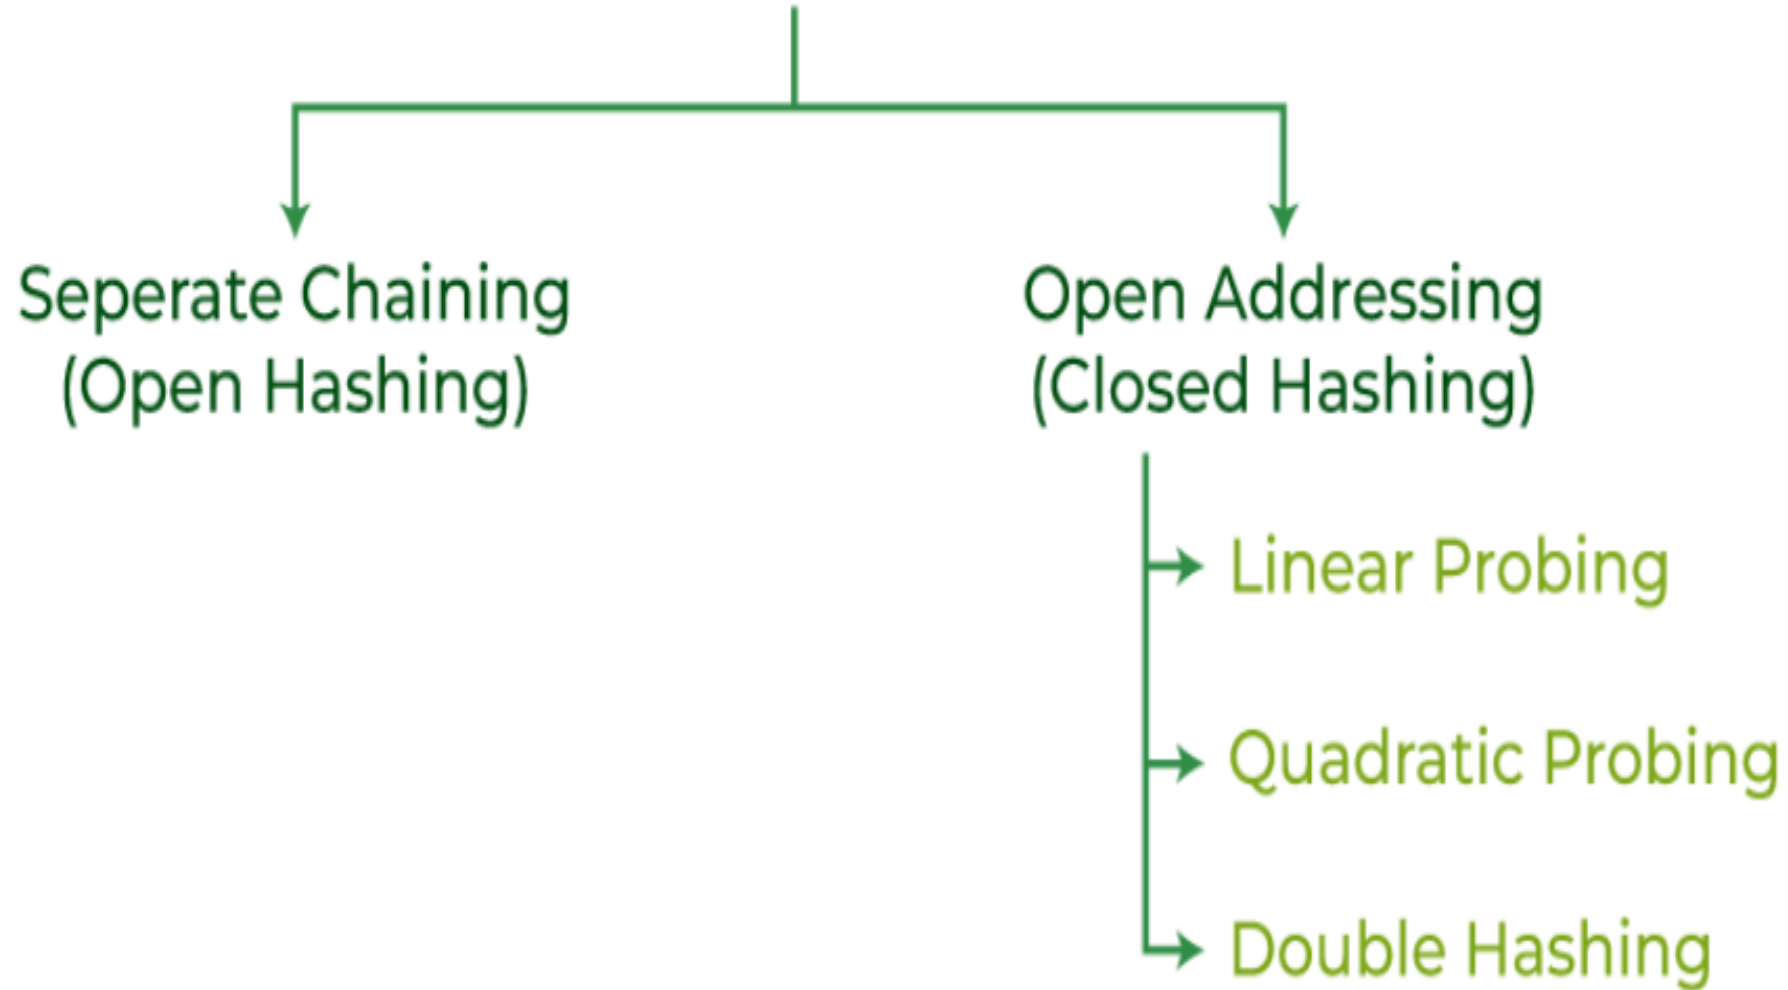 Seperate Chaining
(Open Hashing)
Open Addressing
(Closed Hashing)
Linear Probing
Quadratic Probing
Double Hashing